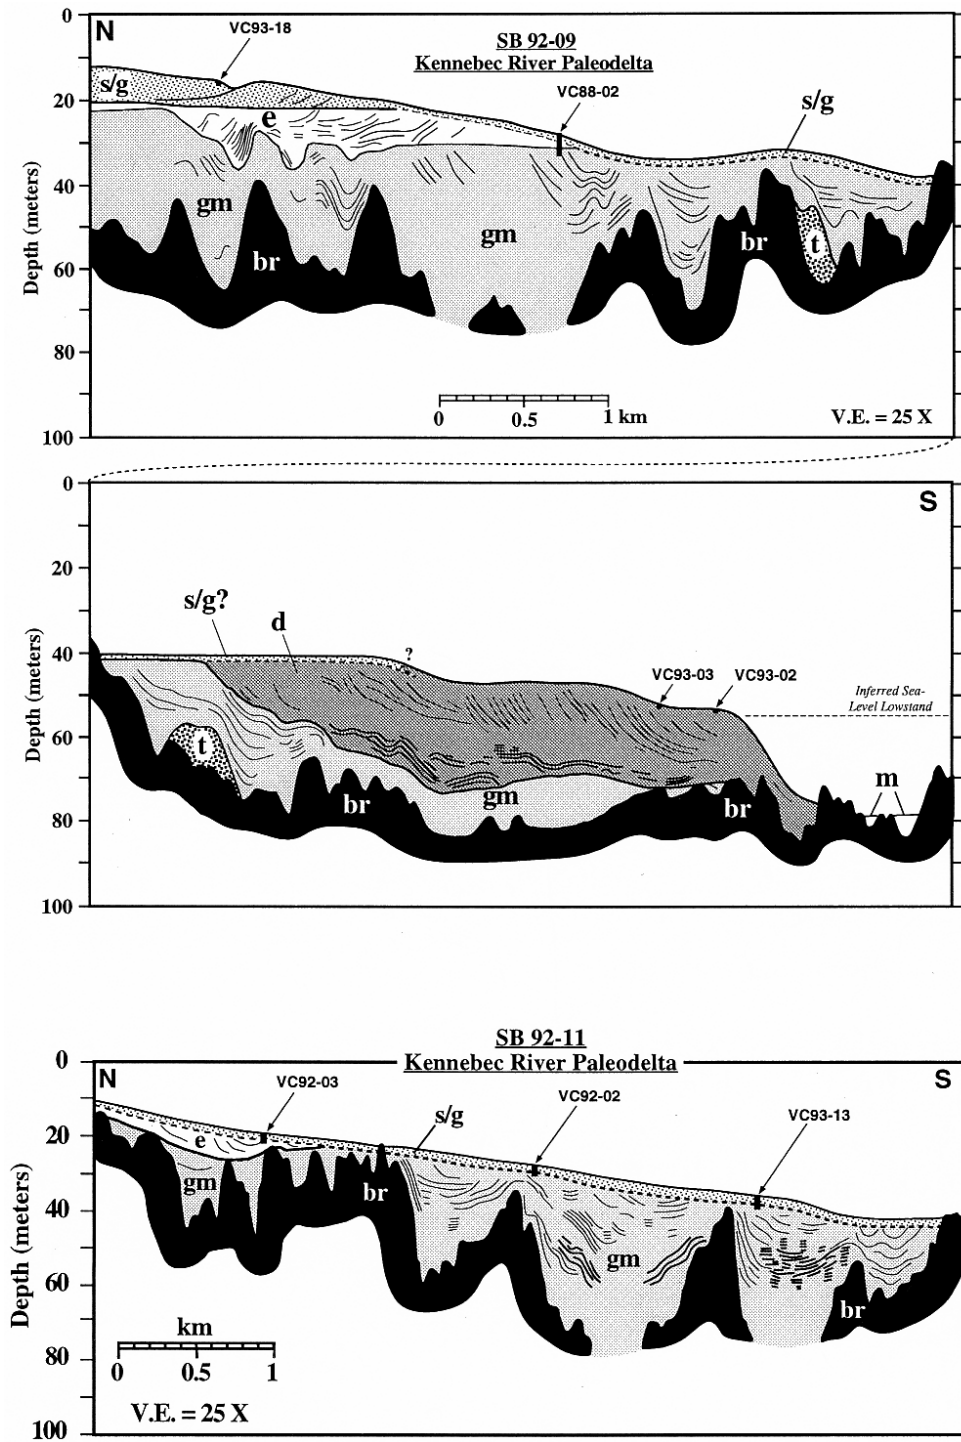 N
VC93-18
SB 92-09
Kennebec River Paleodelta
VC88-02
s/g
s/g
e
gm
gm
br
br
t
0
20
40
60
80
100
Depth (meters)
0 0.5 1 km
V.E. = 25 X
S
0
20
40
60
80
100
Depth (meters)
s/g?
d
?
VC93-03
VC93-02
Inferred Sea-
Level Lowstand
t
br
gm
br
m
SB 92-11
Kennebec River Paleodelta
N
S
VC92-03
VC92-02
VC93-13
s/g
e
gm
br
gm
br
0
20
40
60
80
100
Depth (meters)
km
0 0.5 1
V.E. = 25 X